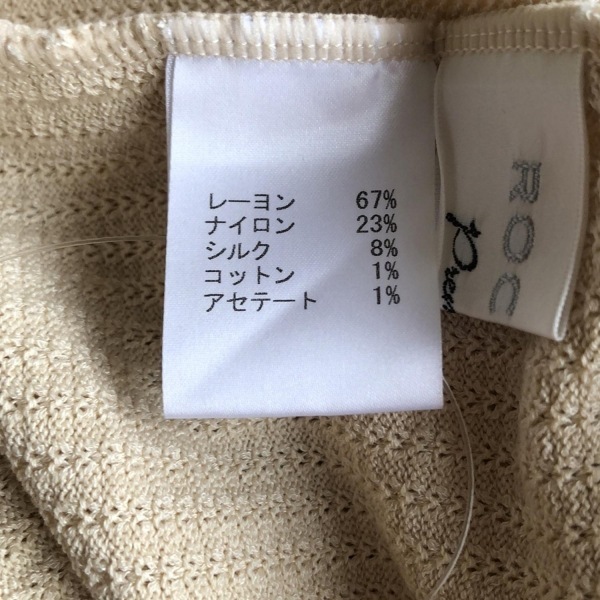 レーヨン 67%
ナイロン 23%
シルク 8%
コットン 1%
アセテート 1%
ROC
Prem